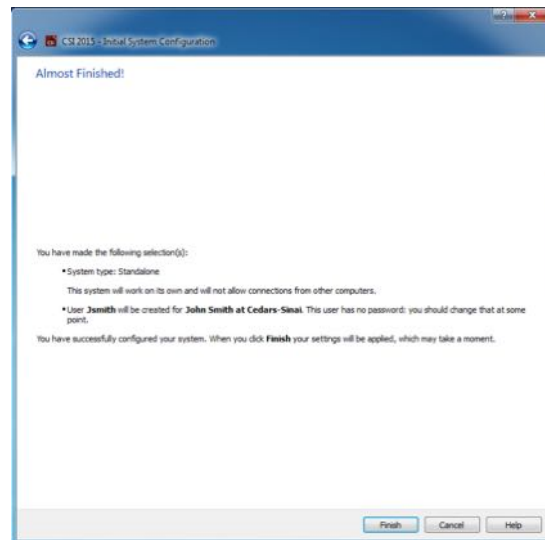 CSI 2015 - Initial System Configuration
Almost Finished!
You have made the following selection(s):
•System type: Standalone
This system will work on its own and will not allow connections from other computers.
•User Jsmith will be created for John Smith at Cedars-Sinai. This user has no password: you should change that at some
point.
You have successfully configured your system. When you click Finish your settings will be applied, which may take a moment.
Finish Cancel Help